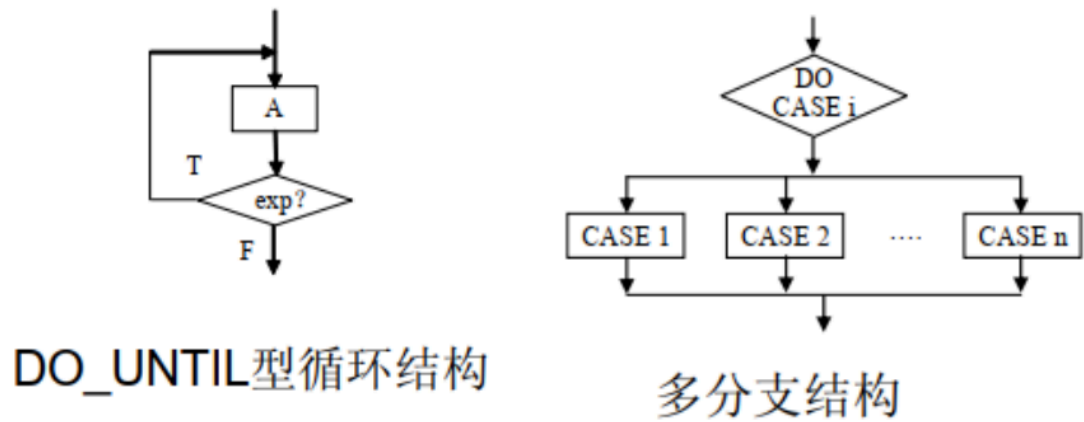 A
T
exp?
F
DO_UNTIL型循环结构
DO
CASE i
CASE 1
CASE 2
....
CASE n
多分支结构